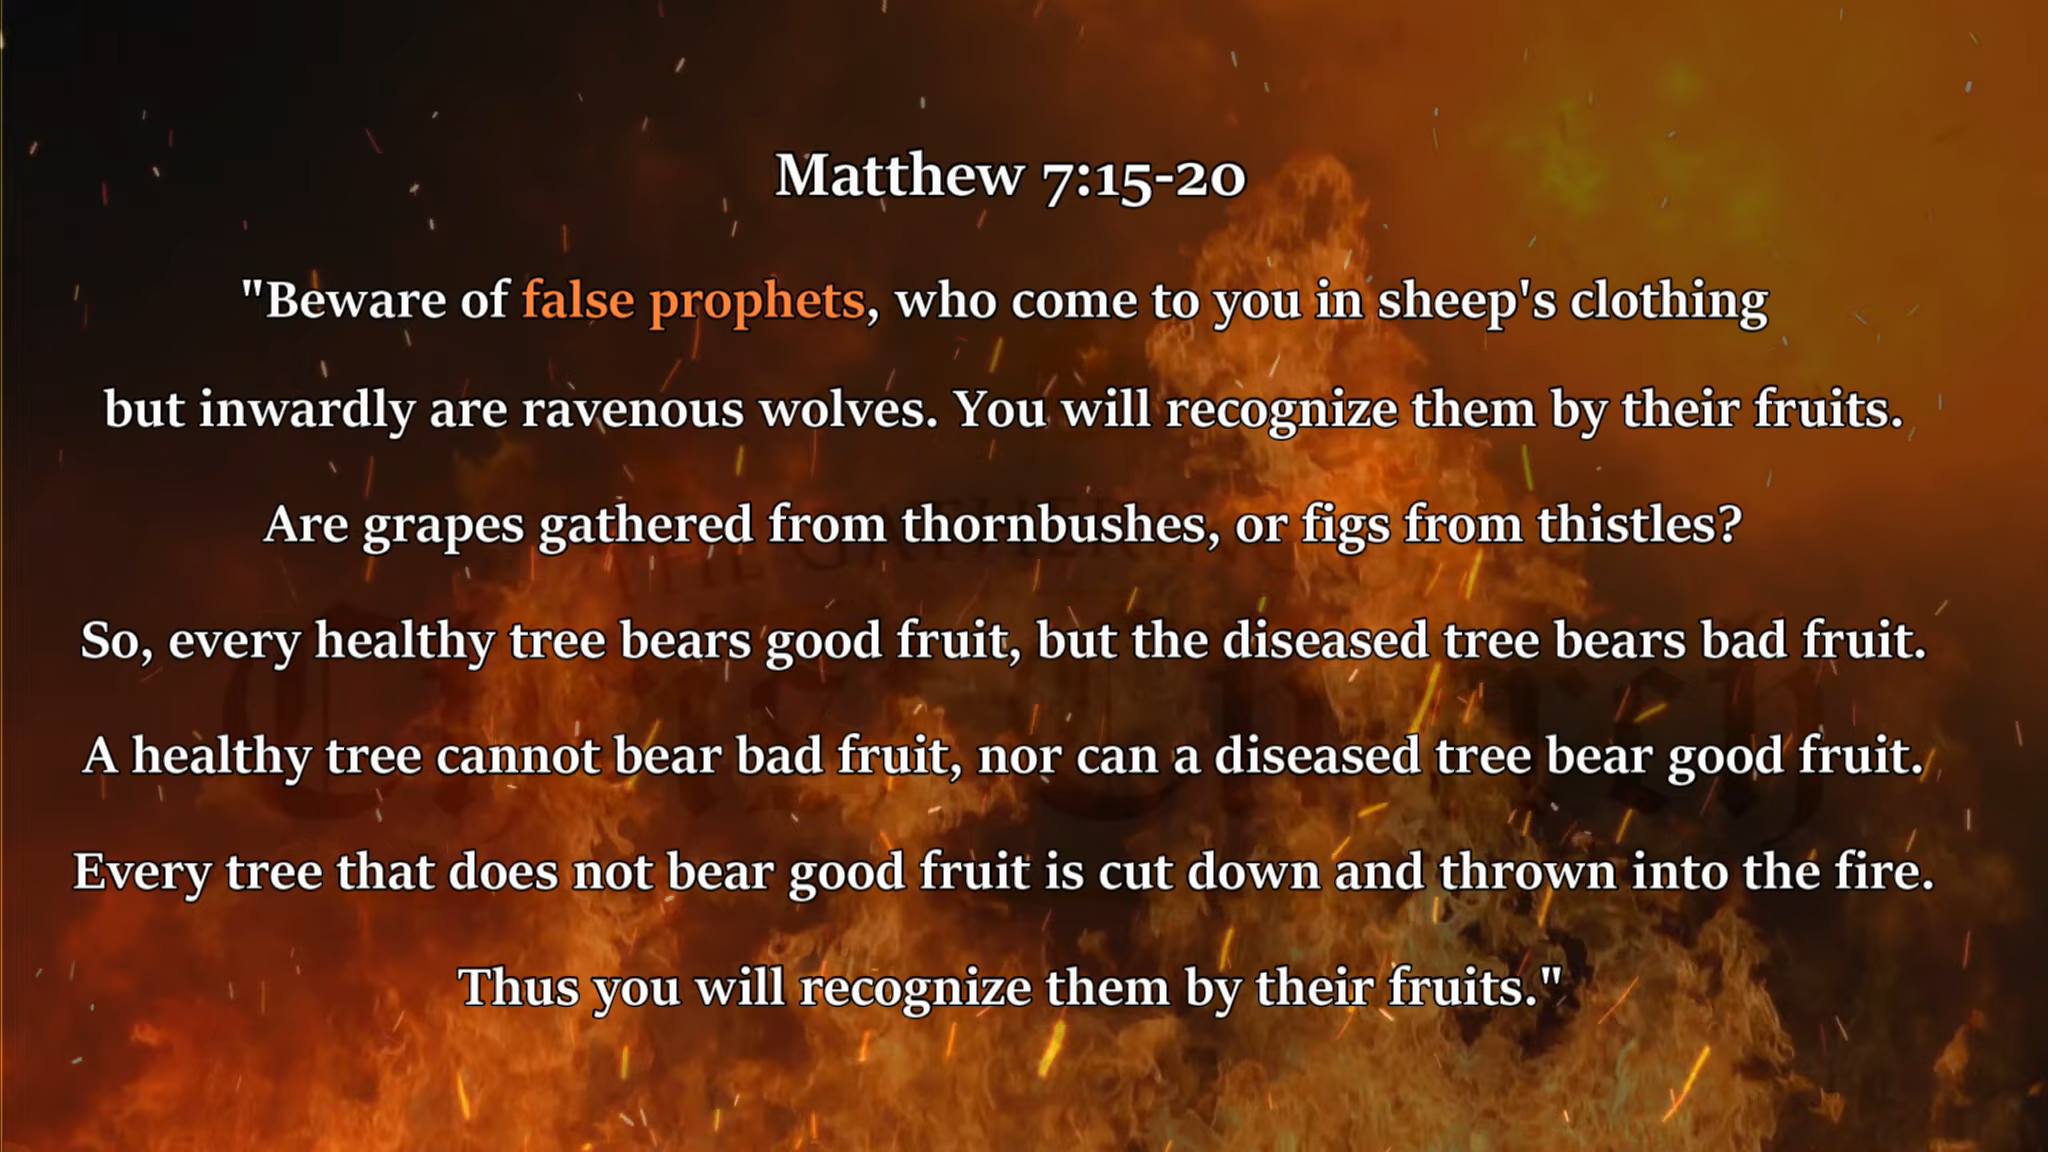 Matthew 7:15-20
"Beware of false prophets, who come to you in sheep's clothing
but inwardly are ravenous wolves. You will recognize them by their fruits.
Are grapes gathered from thornbushes, or figs from thistles?
THE GATHERING
So, every healthy tree bears good fruit, but the diseased tree bears bad fruit.
A healthy tree cannot bear bad fruit, nor can a diseased tree bear good fruit.
Every tree that does not bear good fruit is cut down and thrown into the fire.
Thus you will recognize them by their fruits."